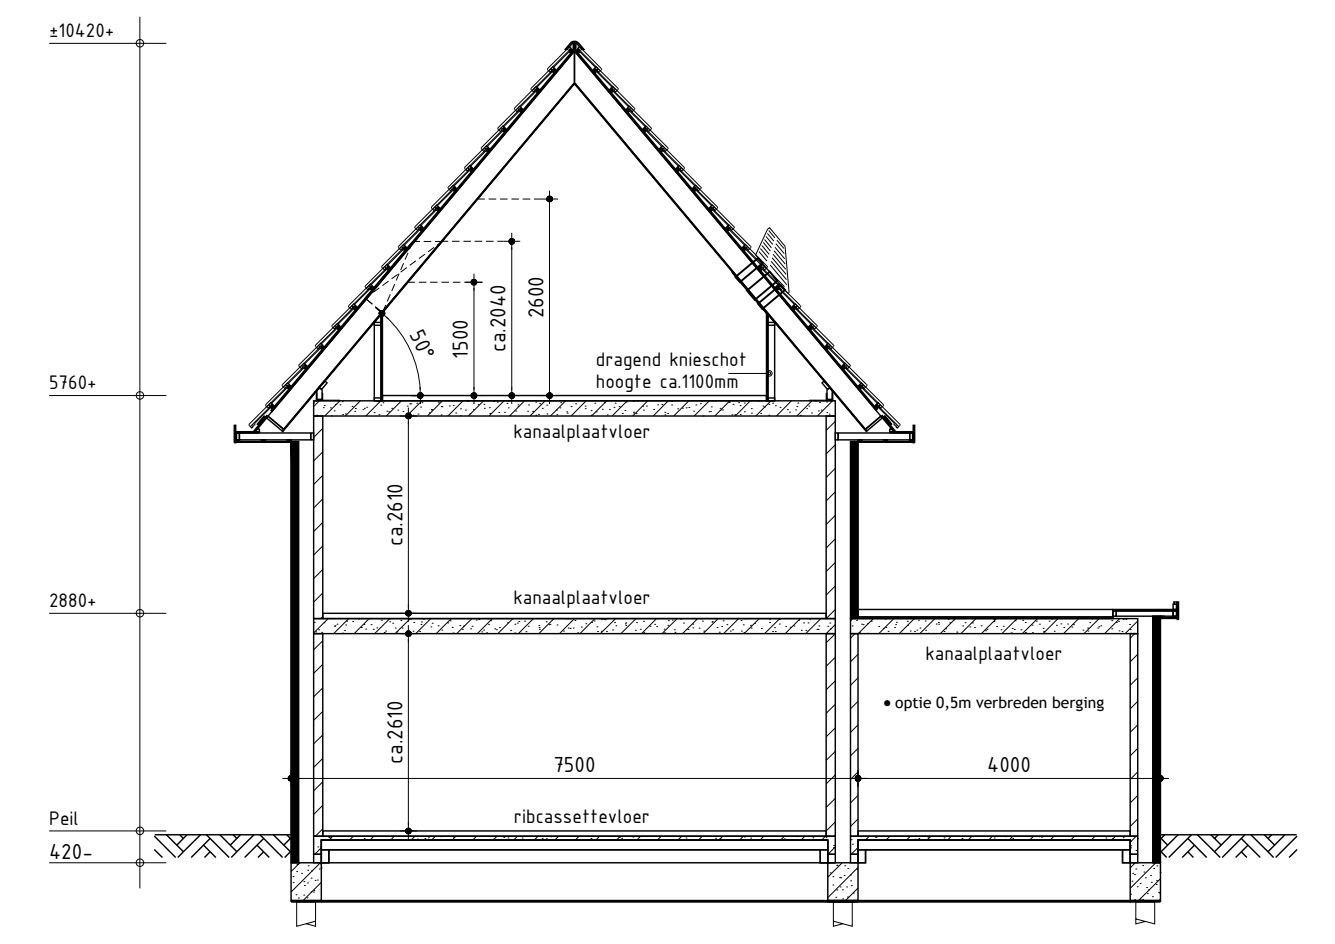 ±10420+
2600
ca.2040
1500
50°
dragend knieschot
hoogte ca.1100mm
5760+
kanaalplaatvloer
ca.2610
2880+
kanaalplaatvloer
kanaalplaatvloer
• optie 0,5m verbreden berging
ca.2610
7500
4000
Peil
ribcassettevloer
420-